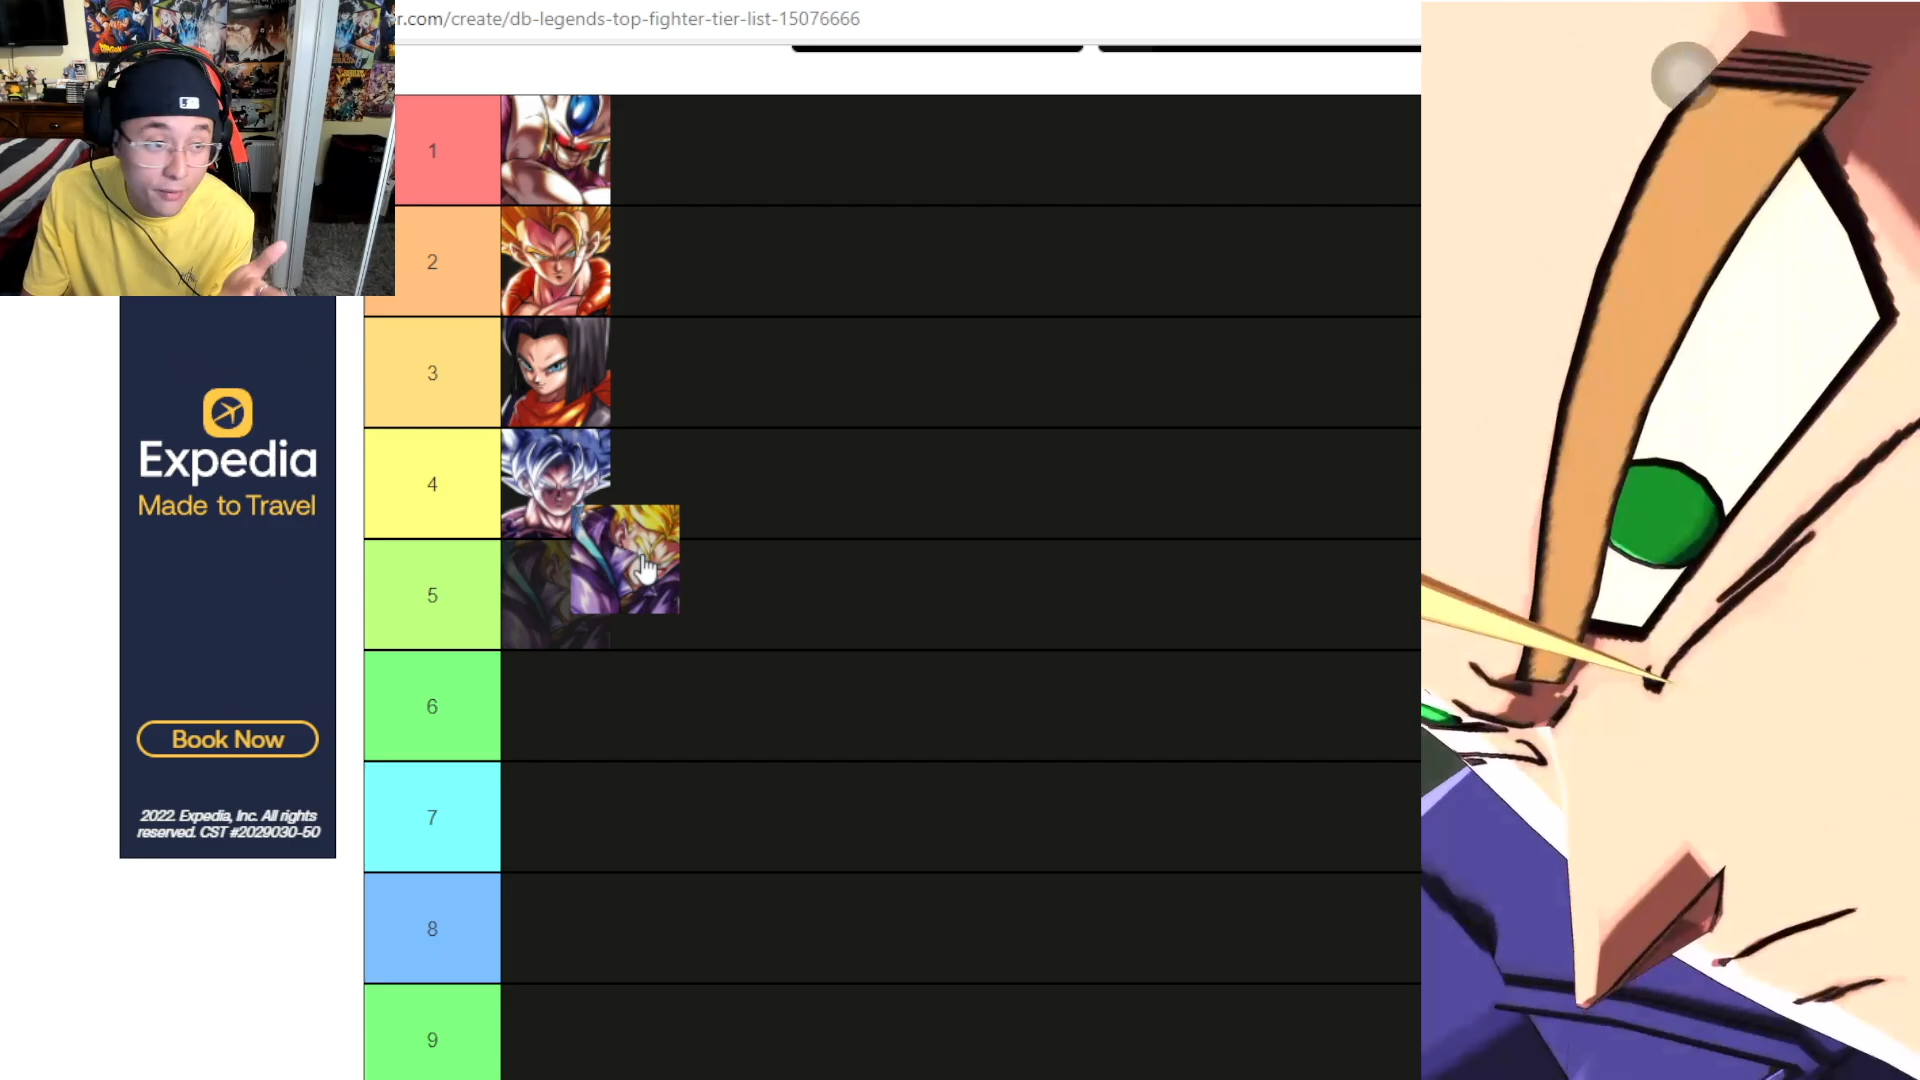 r.com/create/db-legends-top-fighter-tier-list-15076666
1
2
3
4
5
6
7
8
9
Expedia
Made to Travel
Book Now
2022. Expedia, Inc. All rights
reserved. CST #2029030-50